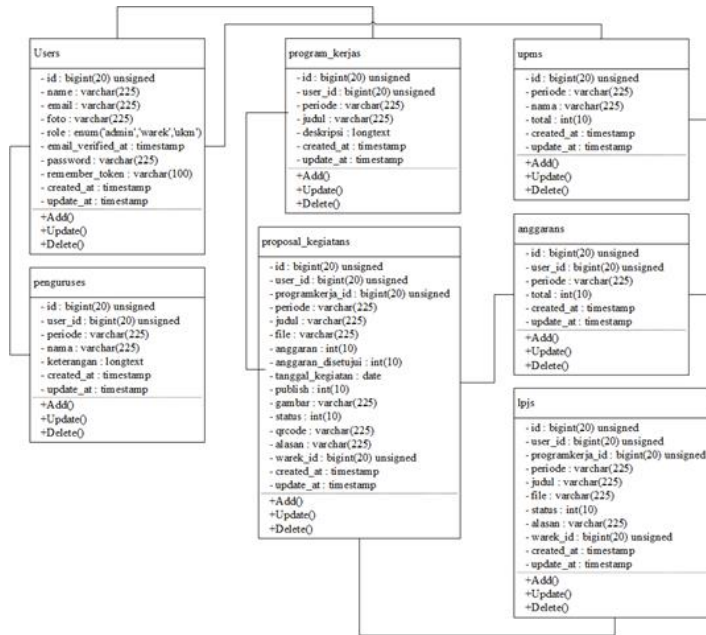 Users
- id : bigint(20) unsigned
- name : varchar(225)
- email : varchar(225)
- foto : varchar(225)
- role : enum('admin','warek','ukm')
- email_verified_at : timestamp
- password : varchar(225)
- remember_token : varchar(100)
- created_at : timestamp
- update_at : timestamp
+Add()
+Update()
+Delete()
penguruses
- id : bigint(20) unsigned
- user_id : bigint(20) unsigned
- periode : varchar(225)
- nama : varchar(225)
- keterangan : longtext
- created_at : timestamp
- update_at : timestamp
+Add()
+Update()
+Delete()
program_kerjas
- id : bigint(20) unsigned
- user_id : bigint(20) unsigned
- periode : varchar(225)
- judul : varchar(225)
- deskripsi : longtext
- created_at : timestamp
- update_at : timestamp
+Add()
+Update()
+Delete()
proposal_kegiatans
- id : bigint(20) unsigned
- user_id : bigint(20) unsigned
- programkerja_id : bigint(20) unsigned
- periode : varchar(225)
- judul : varchar(225)
- file : varchar(225)
- anggaran : int(10)
- anggaran_disetujui : int(10)
- tanggal_kegiatan : date
- publish : int(10)
- gambar : varchar(225)
- status : int(10)
- qrcode : varchar(225)
- alasan : varchar(225)
- warek_id : bigint(20) unsigned
- created_at : timestamp
- update_at : timestamp
+Add()
+Update()
+Delete()
upms
- id : bigint(20) unsigned
- periode : varchar(225)
- nama : varchar(225)
- total : int(10)
- created_at : timestamp
- update_at : timestamp
+Add()
+Update()
+Delete()
anggarans
- id : bigint(20) unsigned
- user_id : bigint(20) unsigned
- periode : varchar(225)
- total : int(10)
- created_at : timestamp
- update_at : timestamp
+Add()
+Update()
+Delete()
lpjs
- id : bigint(20) unsigned
- user_id : bigint(20) unsigned
- programkerja_id : bigint(20) unsigned
- periode : varchar(225)
- judul : varchar(225)
- file : varchar(225)
- status : int(10)
- alasan : varchar(225)
- warek_id : bigint(20) unsigned
- created_at : timestamp
- update_at : timestamp
+Add()
+Update()
+Delete()